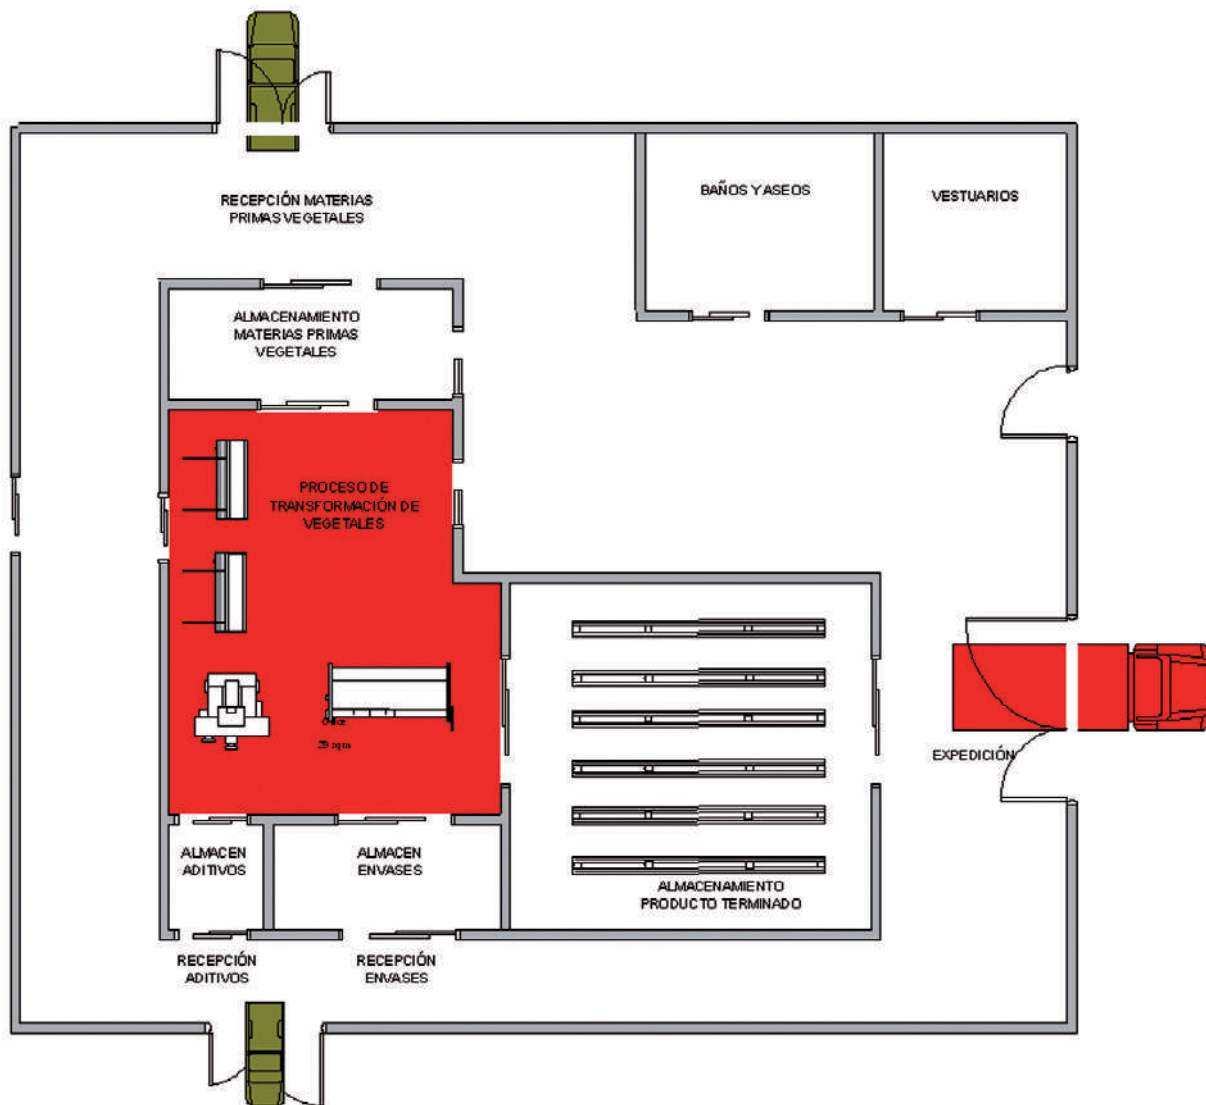 RECEPCIÓN MATERIAS
PRIMAS VEGETALES
BAÑOS Y ASEOS
VESTUARIOS
ALMACENAMIENTO
MATERIAS PRIMAS
VEGETALES
PROCESO DE
TRANSFORMACIÓN DE
VEGETALES
EXPEDICIÓN
ALMACEN
ADITIVOS
ALMACEN
ENVASES
ALMACENAMIENTO
PRODUCTO TERMINADO
RECEPCIÓN
ADITIVOS
RECEPCIÓN
ENVASES